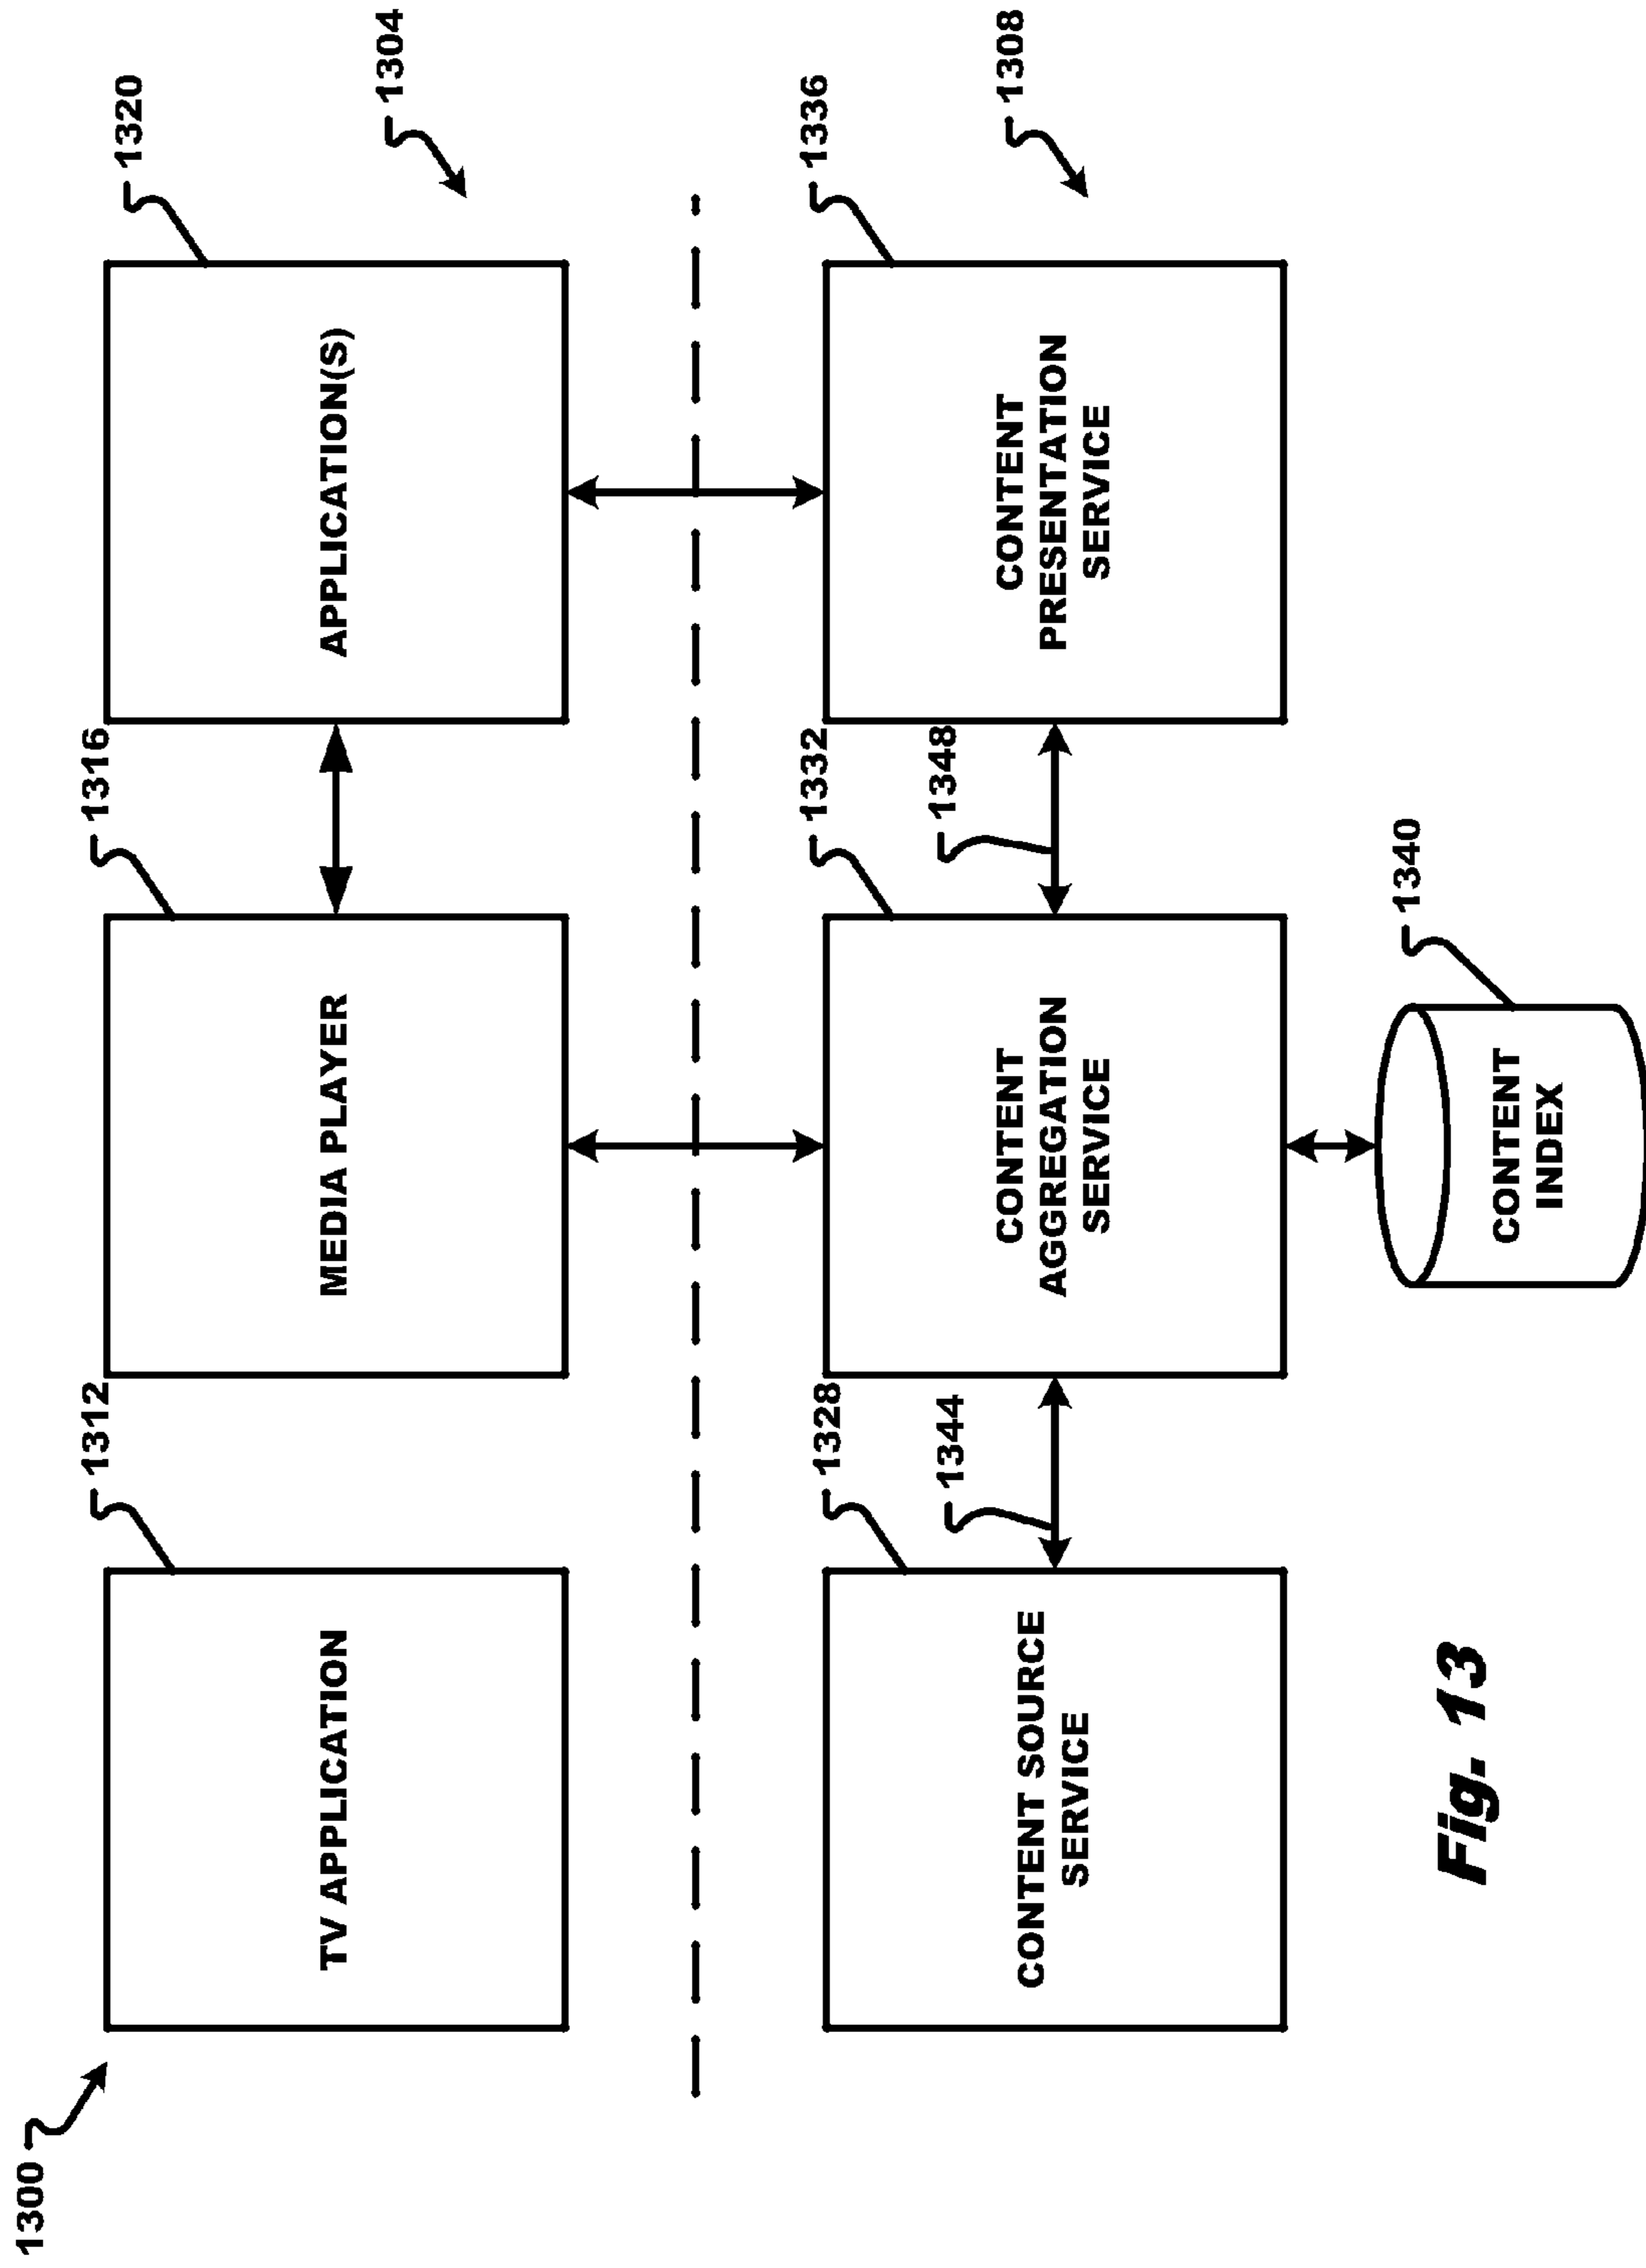 1300
1304
1312
1316
1320
TV APPLICATION
MEDIA PLAYER
APPLICATION(S)
1328
1332
1336
1308
1344
1348
CONTENT SOURCE
SERVICE
CONTENT
AGGREGATION
SERVICE
CONTENT
PRESENTATION
SERVICE
1340
CONTENT
INDEX
Fig. 13